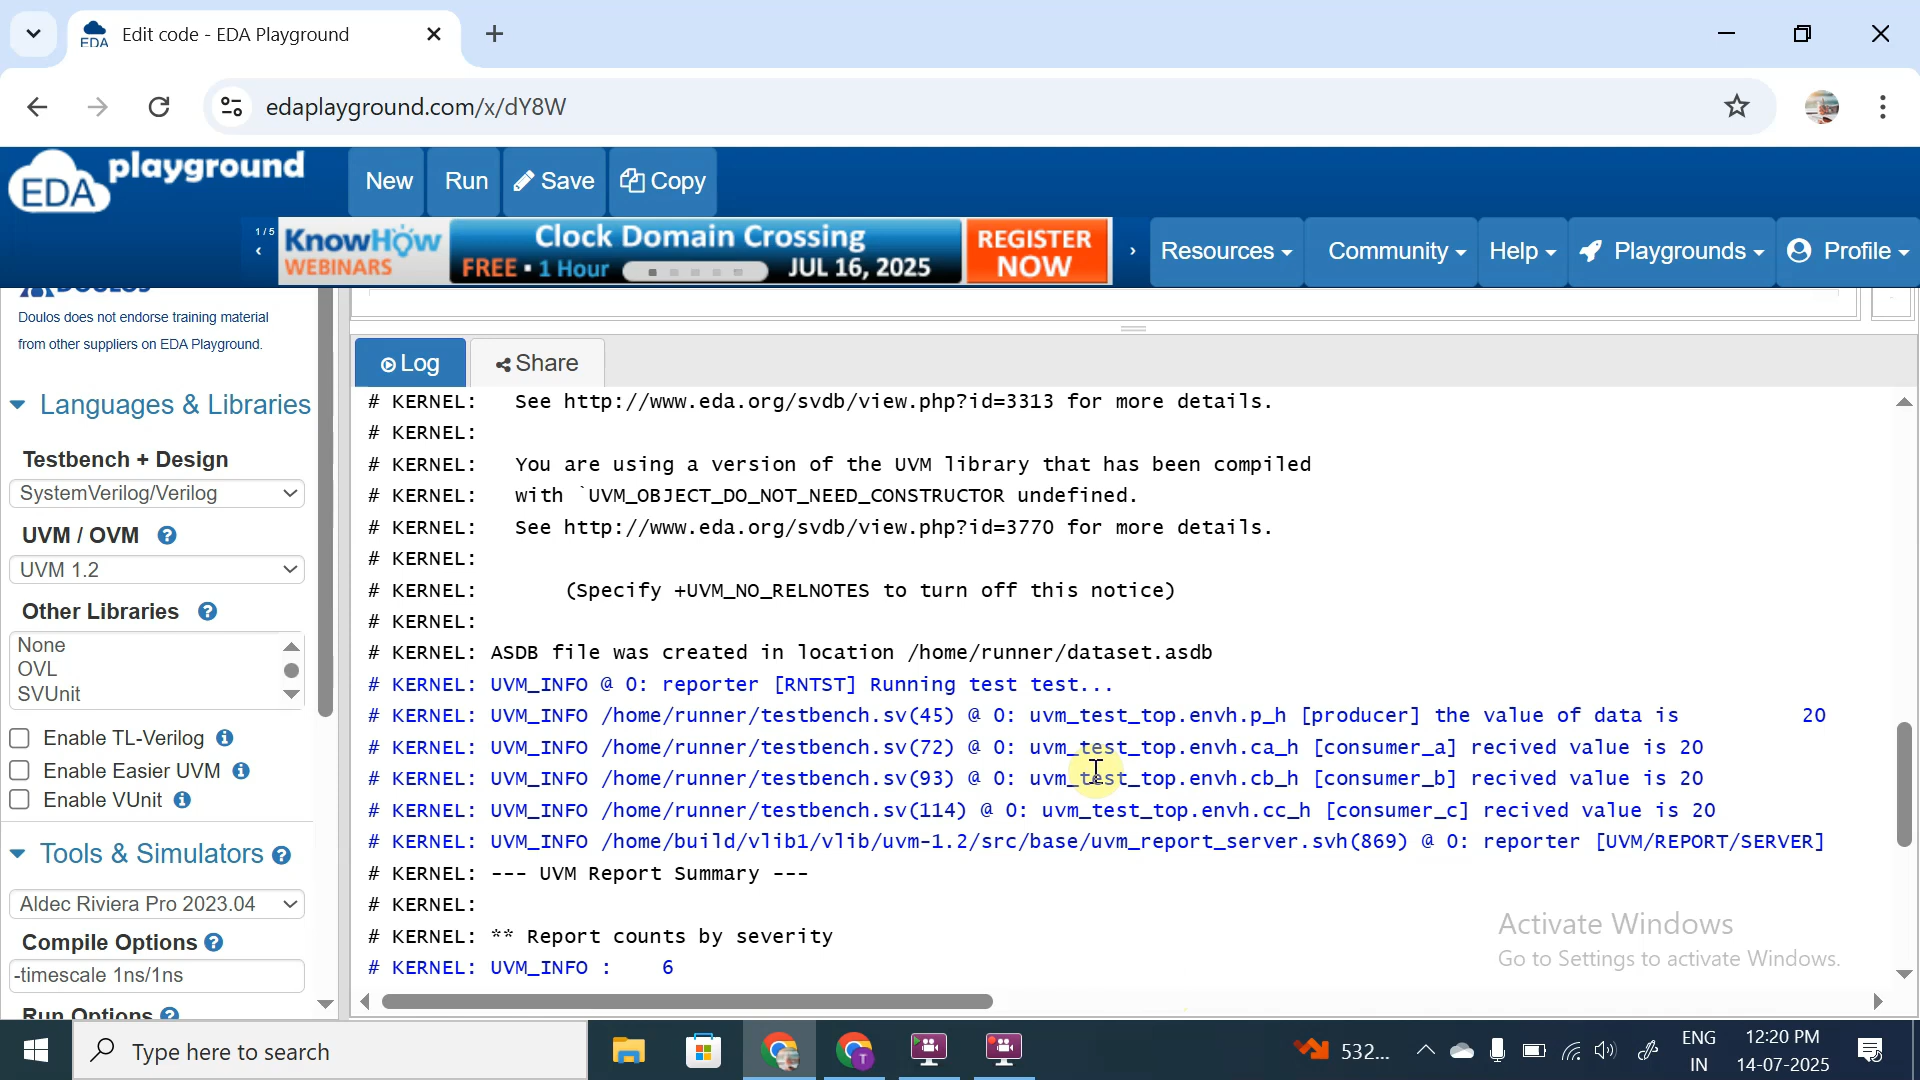 Edit code - EDA Playground
edaplayground.com/x/dY8W
EDA playground
New
Run
Save
Copy
1/5
KnowHow
WEBINARS
Clock Domain Crossing
FREE • 1 Hour
JUL 16, 2025
REGISTER
NOW
Resources
Community
Help
Playgrounds
Profile
Doulos does not endorse training material
from other suppliers on EDA Playground.
Languages & Libraries
Testbench + Design
SystemVerilog/Verilog
UVM / OVM
UVM 1.2
Other Libraries
None
OVL
SVUnit
Enable TL-Verilog
Enable Easier UVM
Enable VUnit
Tools & Simulators
Aldec Riviera Pro 2023.04
Compile Options
-timescale 1ns/1ns
Run Options
Log
Share
# KERNEL:   See http://www.eda.org/svdb/view.php?id=3313 for more details.
# KERNEL:
# KERNEL:   You are using a version of the UVM library that has been compiled
# KERNEL:   with `UVM_OBJECT_DO_NOT_NEED_CONSTRUCTOR undefined.
# KERNEL:   See http://www.eda.org/svdb/view.php?id=3770 for more details.
# KERNEL:
# KERNEL:       (Specify +UVM_NO_RELNOTES to turn off this notice)
# KERNEL:
# KERNEL: ASDB file was created in location /home/runner/dataset.asdb
# KERNEL: UVM_INFO @ 0: reporter [RNTST] Running test test...
# KERNEL: UVM_INFO /home/runner/testbench.sv(45) @ 0: uvm_test_top.envh.p_h [producer] the value of data is          20
# KERNEL: UVM_INFO /home/runner/testbench.sv(72) @ 0: uvm_test_top.envh.ca_h [consumer_a] recived value is 20
# KERNEL: UVM_INFO /home/runner/testbench.sv(93) @ 0: uvm_test_top.envh.cb_h [consumer_b] recived value is 20
# KERNEL: UVM_INFO /home/runner/testbench.sv(114) @ 0: uvm_test_top.envh.cc_h [consumer_c] recived value is 20
# KERNEL: UVM_INFO /home/build/vlib1/vlib/uvm-1.2/src/base/uvm_report_server.svh(869) @ 0: reporter [UVM/REPORT/SERVER]
# KERNEL: --- UVM Report Summary ---
# KERNEL:
# KERNEL: ** Report counts by severity
# KERNEL: UVM_INFO :    6
Activate Windows
Go to Settings to activate Windows.
Type here to search
532...
ENG
IN
12:20 PM
14-07-2025